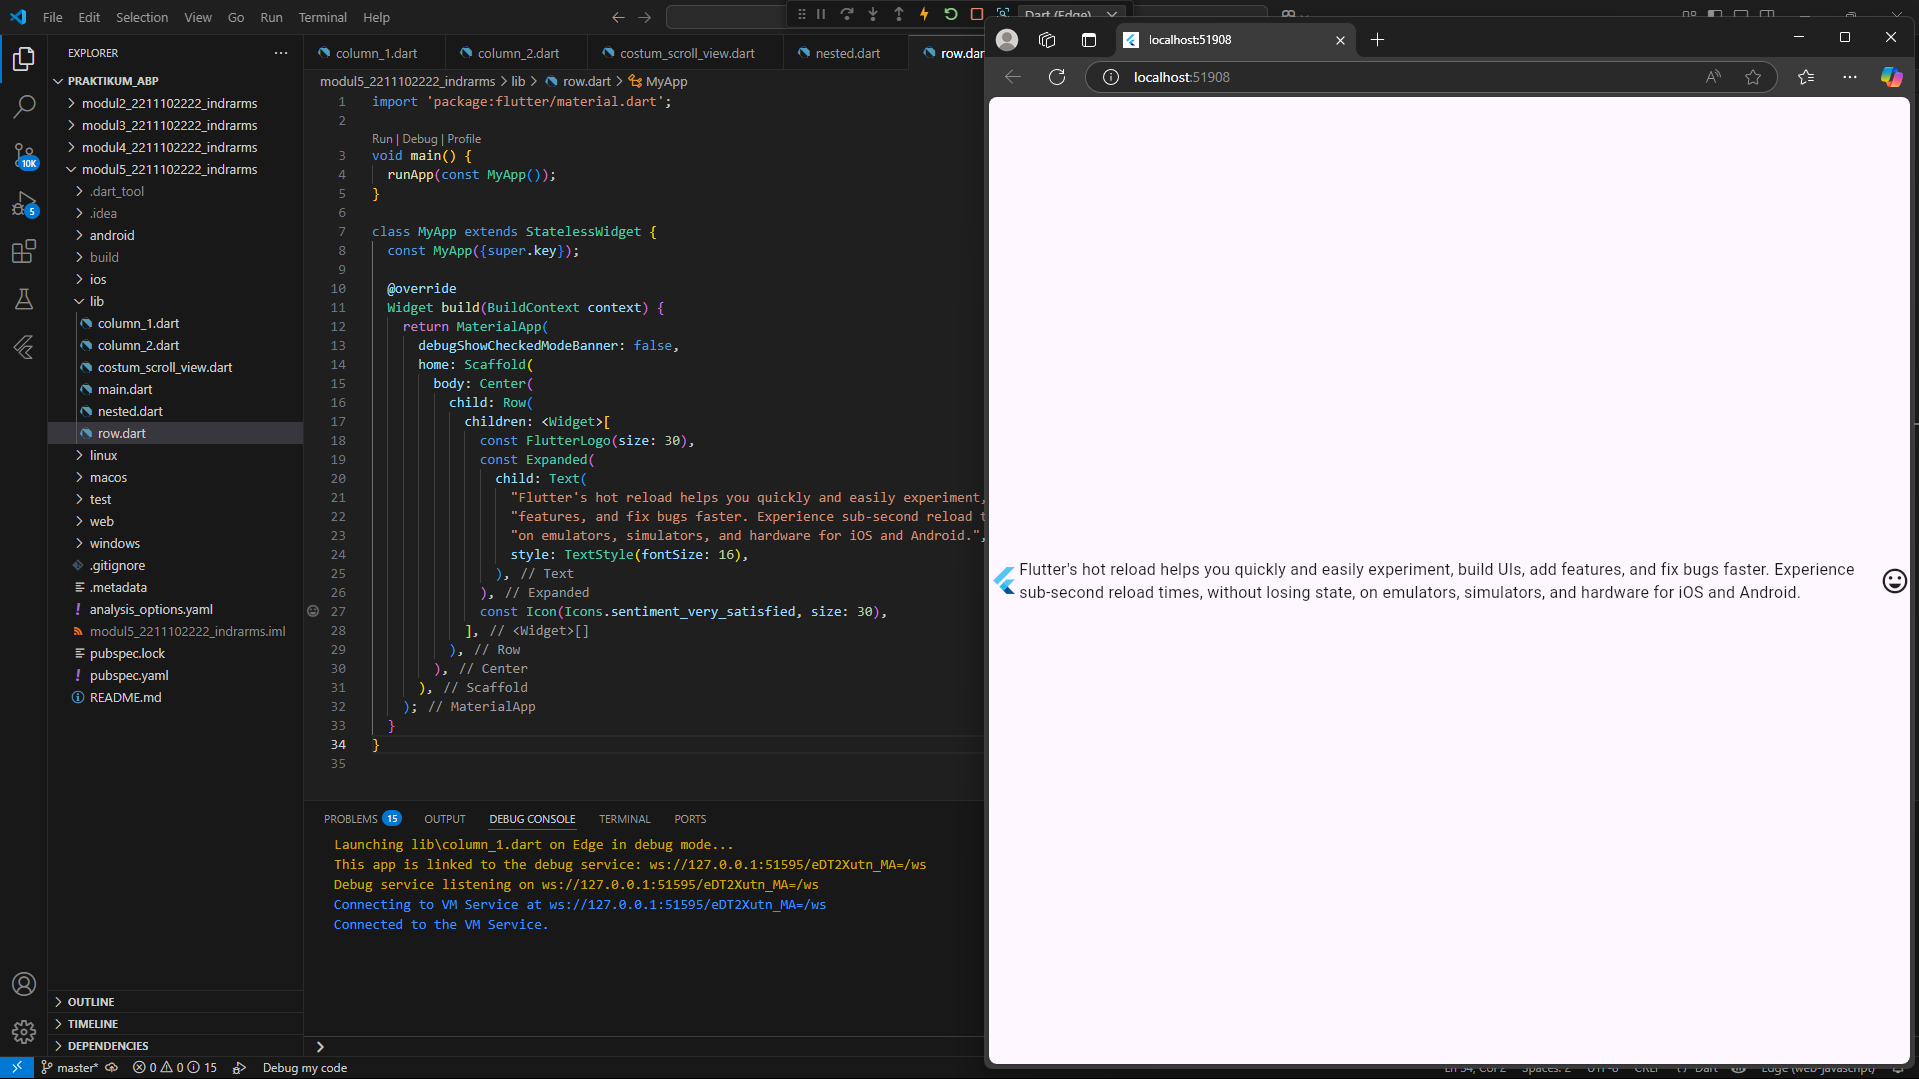 File Edit Selection View Go Run Terminal Help
Dart (Edge)
EXPLORER
PRAKTIKUM_ABP
modul2_2211102222_indrarms
modul3_2211102222_indrarms
modul4_2211102222_indrarms
modul5_2211102222_indrarms
.dart_tool
.idea
android
build
ios
lib
column_1.dart
column_2.dart
costum_scroll_view.dart
main.dart
nested.dart
row.dart
linux
macos
test
web
windows
.gitignore
.metadata
analysis_options.yaml
modul5_2211102222_indrarms.iml
pubspec.lock
pubspec.yaml
README.md
OUTLINE
TIMELINE
DEPENDENCIES
10K
5
column_1.dart column_2.dart costum_scroll_view.dart nested.dart row.dar
modul5_2211102222_indrarms > lib > row.dart > MyApp
1 import 'package:flutter/material.dart';
2
Run | Debug | Profile
3 void main() {
4 runApp(const MyApp());
5 }
6
7 class MyApp extends StatelessWidget {
8 const MyApp({super.key});
9
10 @override
11 Widget build(BuildContext context) {
12 return MaterialApp(
13 debugShowCheckedModeBanner: false,
14 home: Scaffold(
15 body: Center(
16 child: Row(
17 children: <Widget>[
18 const FlutterLogo(size: 30),
19 const Expanded(
20 child: Text(
21 "Flutter's hot reload helps you quickly and easily experiment,
22 "features, and fix bugs faster. Experience sub-second reload t
23 "on emulators, simulators, and hardware for iOS and Android.",
24 style: TextStyle(fontSize: 16),
25 ), // Text
26 ), // Expanded
27 const Icon(Icons.sentiment_very_satisfied, size: 30),
28 ], // <Widget>[]
29 ), // Row
30 ), // Center
31 ), // Scaffold
32 ); // MaterialApp
33 }
34 }
35
PROBLEMS 15 OUTPUT DEBUG CONSOLE TERMINAL PORTS
Launching lib\column_1.dart on Edge in debug mode...
This app is linked to the debug service: ws://127.0.0.1:51595/eDT2Xutn_MA=/ws
Debug service listening on ws://127.0.0.1:51595/eDT2Xutn_MA=/ws
Connecting to VM Service at ws://127.0.0.1:51595/eDT2Xutn_MA=/ws
Connected to the VM Service.
master* 0 0 15 Debug my code
localhost:51908
localhost:51908
Flutter's hot reload helps you quickly and easily experiment, build UIs, add features, and fix bugs faster. Experience
sub-second reload times, without losing state, on emulators, simulators, and hardware for iOS and Android.